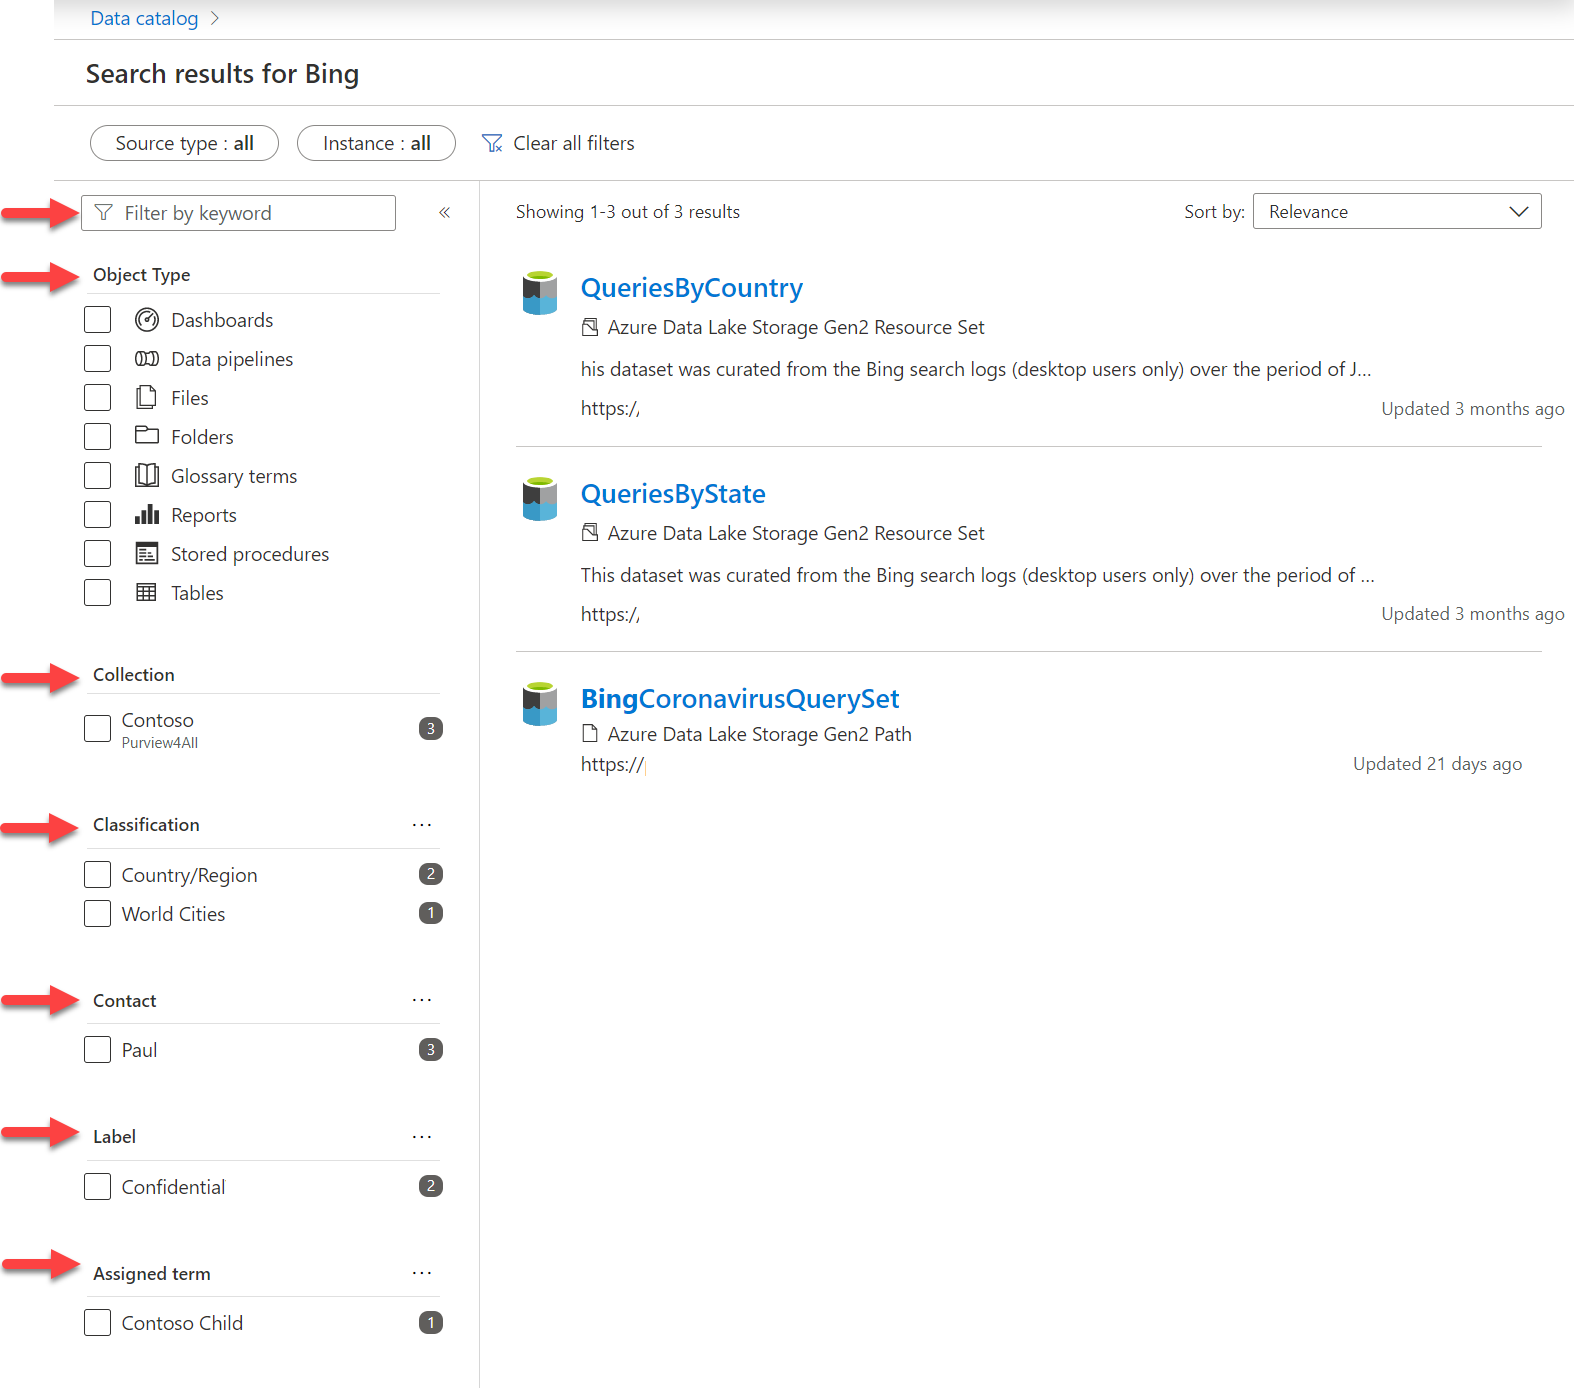 Data catalog
Search results for Bing
Source type : all
Instance : all
Clear all filters
Filter by keyword
Object Type
Dashboards
Data pipelines
Files
Folders
Glossary terms
Reports
Stored procedures
Tables
Collection
Contoso
Purview4All
3
Classification
Country/Region 2
World Cities 1
Contact
Paul 3
Label
Confidential 2
Assigned term
Contoso Child 1
Showing 1-3 out of 3 results
Sort by: Relevance
QueriesByCountry
Azure Data Lake Storage Gen2 Resource Set
his dataset was curated from the Bing search logs (desktop users only) over the period of J...
https:/, Updated 3 months ago
QueriesByState
Azure Data Lake Storage Gen2 Resource Set
This dataset was curated from the Bing search logs (desktop users only) over the period of ...
https:/, Updated 3 months ago
BingCoronavirusQuerySet
Azure Data Lake Storage Gen2 Path
https:// Updated 21 days ago